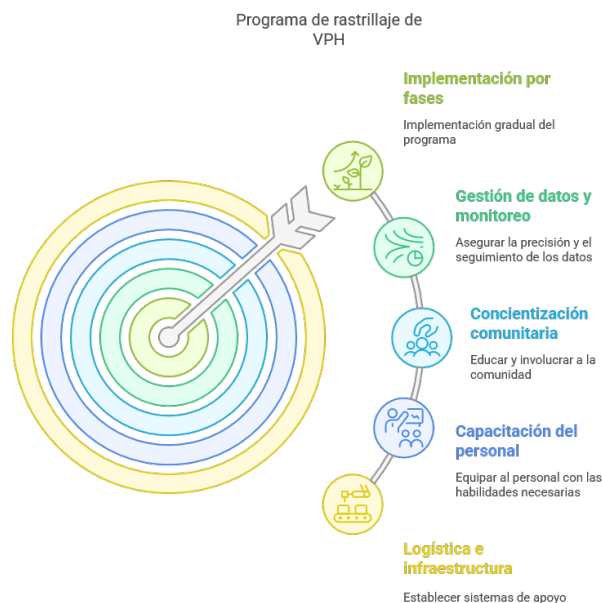 Programa de rastrillaje de
VPH
Implementación por
fases
Implementación gradual del
programa
Gestión de datos y
monitoreo
Asegurar la precisión y el
seguimiento de los datos
Concientización
comunitaria
Educar y involucrar a la
comunidad
Capacitación del
personal
Equipar al personal con las
habilidades necesarias
Logística e
infraestructura
Establecer sistemas de apoyo